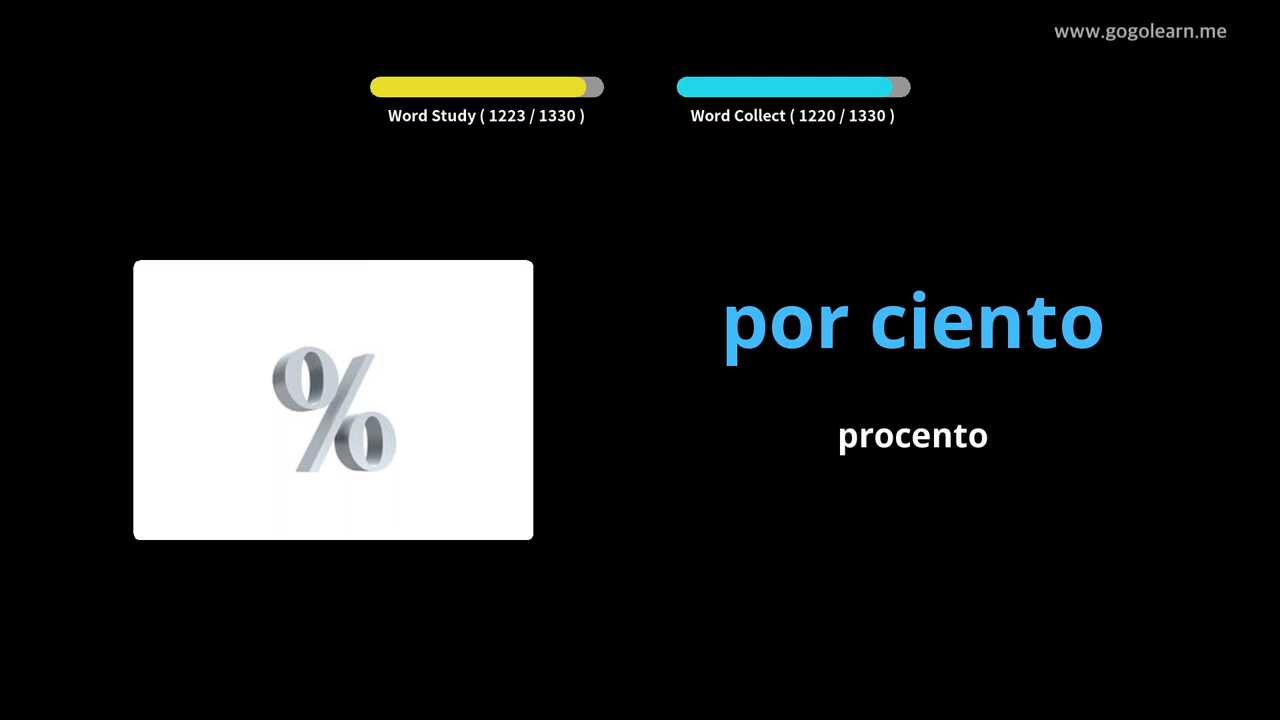 www.gogolearn.me
Word Study ( 1223 / 1330 )
Word Collect ( 1220 / 1330 )
%
por ciento
procento